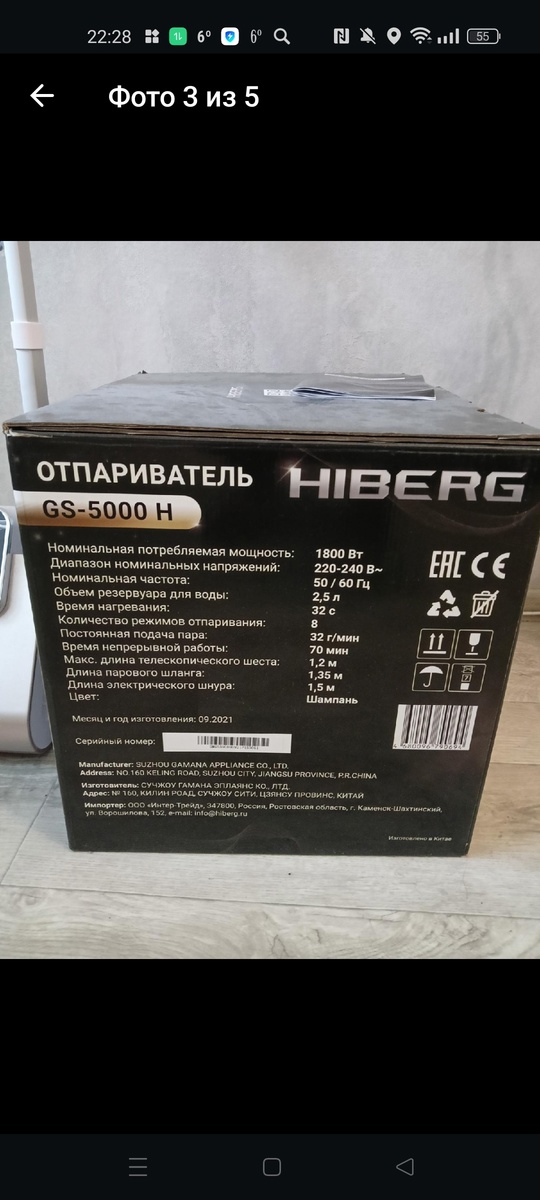 22:28
6°
6°
55
Фото 3 из 5
ОТПАРИВАТЕЛЬ HIBERG
GS-5000 H
Номинальная потребляемая мощность: 1800 Вт
Диапазон номинальных напряжений: 220-240 В~
Номинальная частота: 50 / 60 Гц
Объем резервуара для воды: 2,5 л
Время нагревания: 32 с
Количество режимов отпаривания: 8
Постоянная подача пара: 32 г/мин
Время непрерывной работы: 70 мин
Макс. длина телескопического шеста: 1,2 м
Длина парового шланга: 1,35 м
Длина электрического шнура: 1,5 м
Цвет: Шампань
EAC CE
Месяц и год изготовления: 09.2021
Серийный номер:
4 680096 790694
Manufacturer: SUZHOU GAMANA APPLIANCE CO., LTD.
Address: NO.160 KELING ROAD, SUZHOU CITY, JIANGSU PROVINCE, P.R.CHINA
Изготовитель: СУЧЖОУ ГАМАНА ЭПЛАЯНС КО., ЛТД.
Адрес: № 160, КИЛИН РОАД, СУЧЖОУ СИТИ, ЦЗЯНСУ ПРОВИНС, КИТАЙ
Импортер: ООО «Интер-Трейд», 347800, Россия, Ростовская область, г. Каменск-Шахтинский,
ул. Ворошилова, 152, e-mail: info@hiberg.ru
Изготовлено в Китае